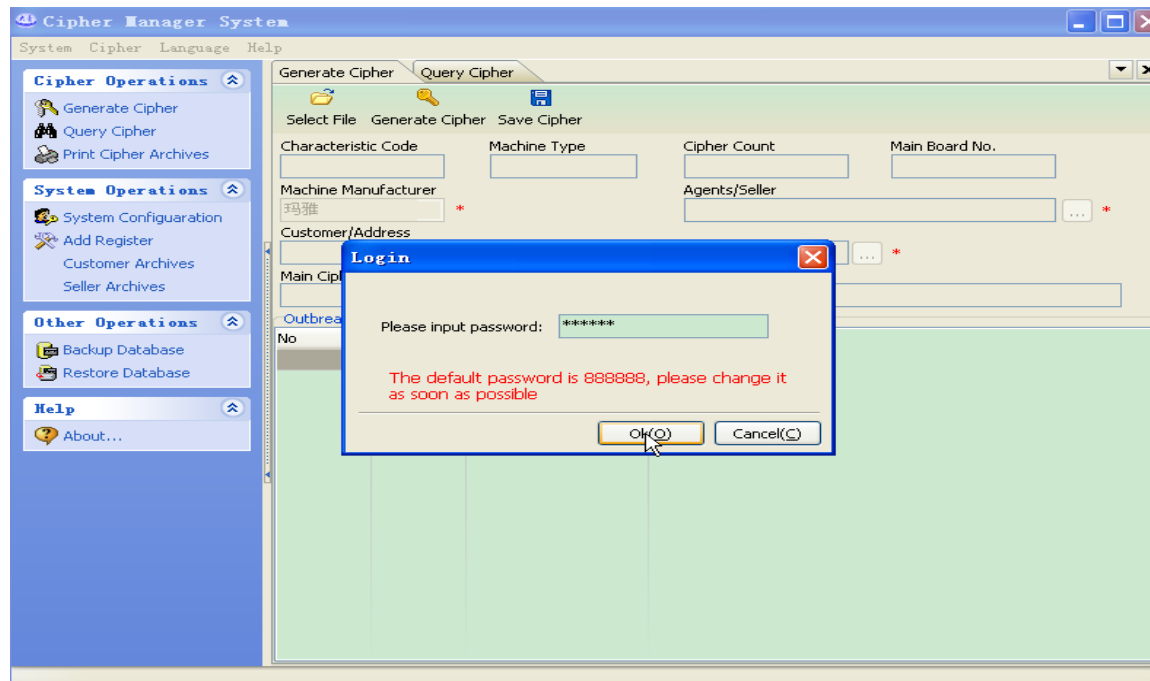 Cipher Manager System
System Cipher Language Help
Cipher Operations
Generate Cipher
Query Cipher
Print Cipher Archives
System Operations
System Configuaration
Add Register
Customer Archives
Seller Archives
Other Operations
Backup Database
Restore Database
Help
About...
Generate Cipher Query Cipher
Select File Generate Cipher Save Cipher
Characteristic Code Machine Type Cipher Count Main Board No.
Machine Manufacturer Agents/Seller
玛雅 * ... *
Customer/Address
... *
Main
No
Login
Please input password: ******
The default password is 888888, please change it
as soon as possible
Ok(O) Cancel(C)